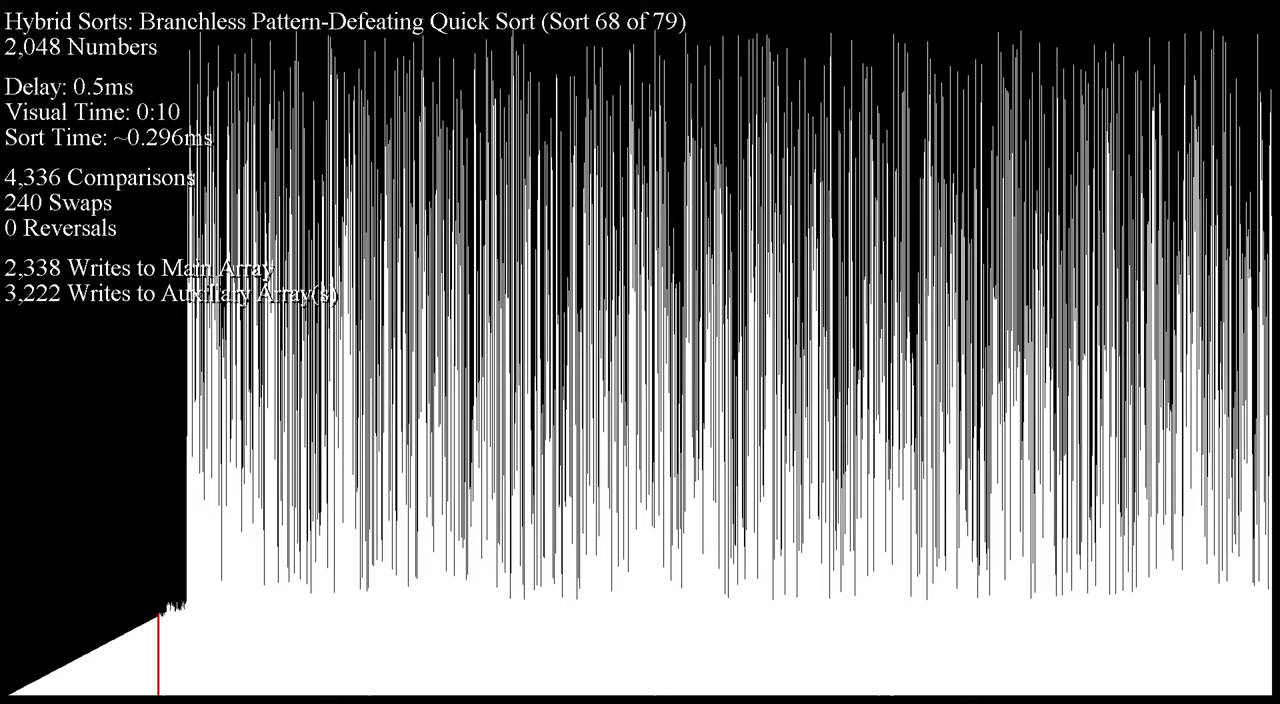 Hybrid Sorts: Branchless Pattern-Defeating Quick Sort (Sort 68 of 79)
2,048 Numbers
Delay: 0.5ms
Visual Time: 0:10
Sort Time: ~0.296ms
4,336 Comparisons
240 Swaps
0 Reversals
2,338 Writes to Main Array
3,222 Writes to Auxiliary Array(s)